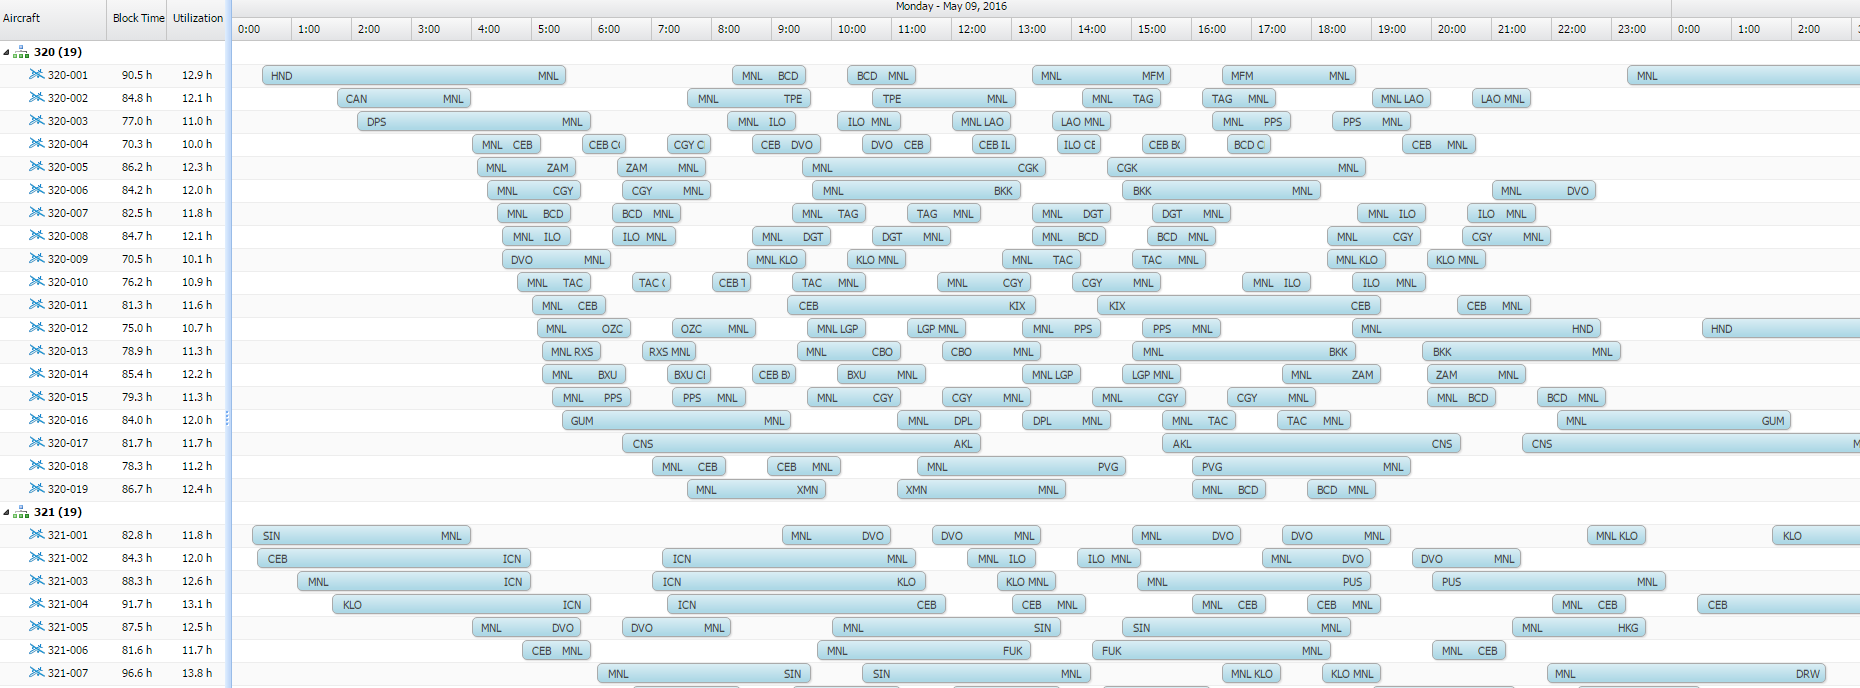 Monday - May 09, 2016
Aircraft Block Time Utilization 0:00 1:00 2:00 3:00 4:00 5:00 6:00 7:00 8:00 9:00 10:00 11:00 12:00 13:00 14:00 15:00 16:00 17:00 18:00 19:00 20:00 21:00 22:00 23:00 0:00 1:00 2:00
320 (19)
320-001 90.5 h 12.9 h HND MNL MNL BCD BCD MNL MNL MFM MFM MNL MNL
320-002 84.8 h 12.1 h CAN MNL MNL TPE TPE MNL MNL TAG TAG MNL MNL LAO LAO MNL
320-003 77.0 h 11.0 h DPS MNL MNL ILO ILO MNL MNL LAO LAO MNL MNL PPS PPS MNL
320-004 70.3 h 10.0 h MNL CEB CEB CGY CEB DVO DVO CEB CEB IL ILO CE CEB BCD CEB MNL
320-005 86.2 h 12.3 h MNL ZAM ZAM MNL MNL CGK CGK MNL
320-006 84.2 h 12.0 h MNL CGY CGY MNL MNL BKK BKK MNL MNL DVO
320-007 82.5 h 11.8 h MNL BCD BCD MNL MNL TAG TAG MNL MNL DGT DGT MNL MNL ILO ILO MNL
320-008 84.7 h 12.1 h MNL ILO ILO MNL MNL DGT DGT MNL MNL BCD BCD MNL MNL CGY CGY MNL
320-009 70.5 h 10.1 h DVO MNL MNL KLO KLO MNL MNL TAC TAC MNL MNL KLO KLO MNL
320-010 76.2 h 10.9 h MNL TAC TAC CEB TAC MNL MNL CGY CGY MNL MNL ILO ILO MNL
320-011 81.3 h 11.6 h MNL CEB CEB KIX KIX CEB CEB MNL
320-012 75.0 h 10.7 h MNL OZC OZC MNL MNL LGP LGP MNL MNL PPS PPS MNL MNL HND HND
320-013 78.9 h 11.3 h MNL RXS RXS MNL MNL CBO CBO MNL MNL BKK BKK MNL
320-014 85.4 h 12.2 h MNL BXU BXU CEB BXU MNL MNL LGP LGP MNL MNL ZAM ZAM MNL
320-015 79.3 h 11.3 h MNL PPS PPS MNL MNL CGY CGY MNL MNL CGY CGY MNL MNL BCD BCD MNL
320-016 84.0 h 12.0 h GUM MNL MNL DPL DPL MNL MNL TAC TAC MNL MNL GUM
320-017 81.7 h 11.7 h CNS AKL AKL CNS CNS
320-018 78.3 h 11.2 h MNL CEB CEB MNL MNL PVG PVG MNL
320-019 86.7 h 12.4 h MNL XMN XMN MNL MNL BCD BCD MNL
321 (19)
321-001 82.8 h 11.8 h SIN MNL MNL DVO DVO MNL MNL DVO DVO MNL MNL KLO KLO
321-002 84.3 h 12.0 h CEB ICN ICN MNL MNL ILO ILO MNL MNL DVO DVO MNL
321-003 88.3 h 12.6 h MNL ICN ICN KLO KLO MNL MNL PUS PUS MNL
321-004 91.7 h 13.1 h KLO ICN ICN CEB CEB MNL MNL CEB CEB MNL MNL CEB CEB
321-005 87.5 h 12.5 h MNL DVO DVO MNL MNL SIN SIN MNL MNL HKG
321-006 81.6 h 11.7 h CEB MNL MNL FUK FUK MNL MNL CEB
321-007 96.6 h 13.8 h MNL SIN SIN MNL MNL KLO KLO MNL MNL DRW